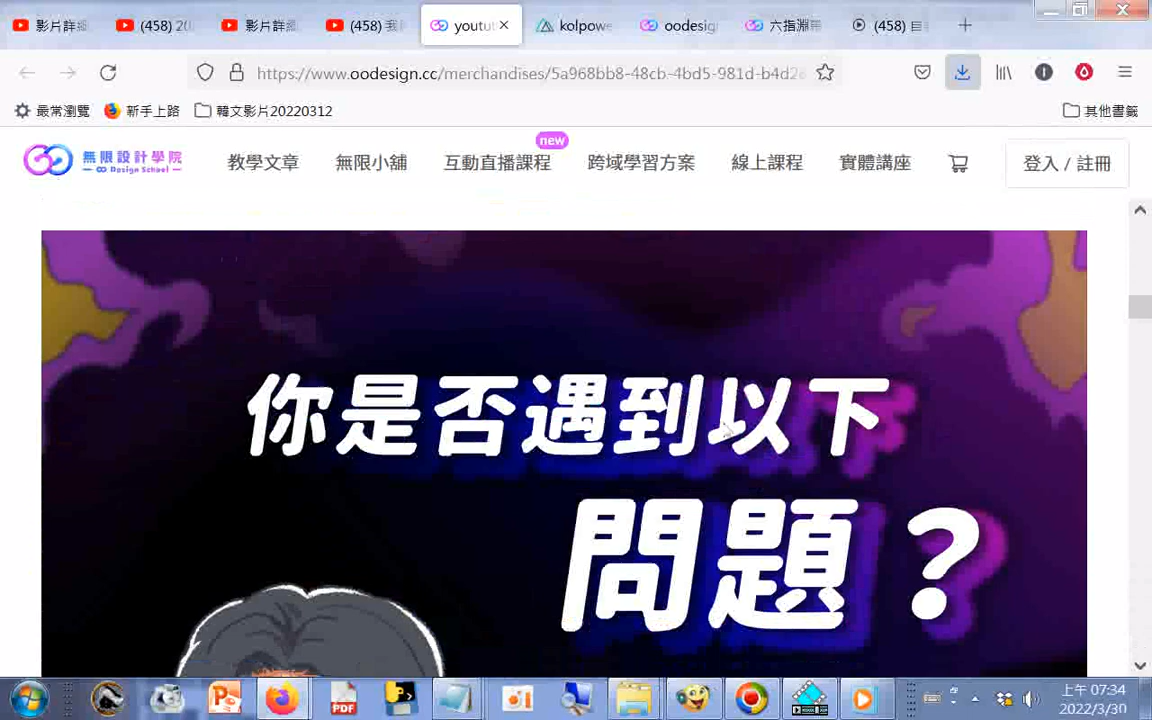 影片詳細
(458) 20
影片詳細
(458) 我
youtu
kolpowe
oodesig
六指淵
(458) 目
https://www.oodesign.cc/merchandises/5a968bb8-48cb-4bd5-981d-b4d2
最常瀏覽
新手上路
韓文影片20220312
其他書籤
無限設計學院
Design School
教學文章
無限小舖
互動直播課程
new
跨域學習方案
線上課程
實體講座
登入 / 註冊
你是否遇到以下
問題？
PDF
上午 07:34
2022/3/30